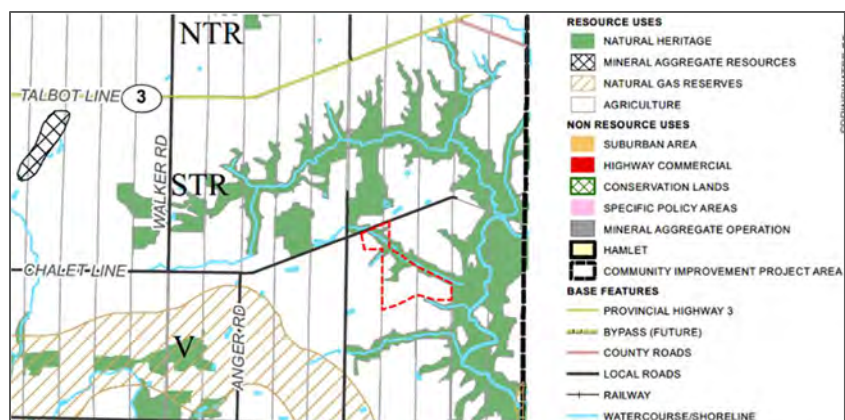 NTR
TALBOT LINE
3
WALKER RD
STR
CHALET LINE
ANGER RD
V
RESOURCE USES
NATURAL HERITAGE
MINERAL AGGREGATE RESOURCES
NATURAL GAS RESERVES
AGRICULTURE
NON RESOURCE USES
SUBURBAN AREA
HIGHWAY COMMERCIAL
CONSERVATION LANDS
SPECIFIC POLICY AREAS
MINERAL AGGREGATE OPERATION
HAMLET
COMMUNITY IMPROVEMENT PROJECT AREA
BASE FEATURES
PROVINCIAL HIGHWAY 3
BYPASS (FUTURE)
COUNTY ROADS
LOCAL ROADS
RAILWAY
WATERCOURSE/SHORELINE